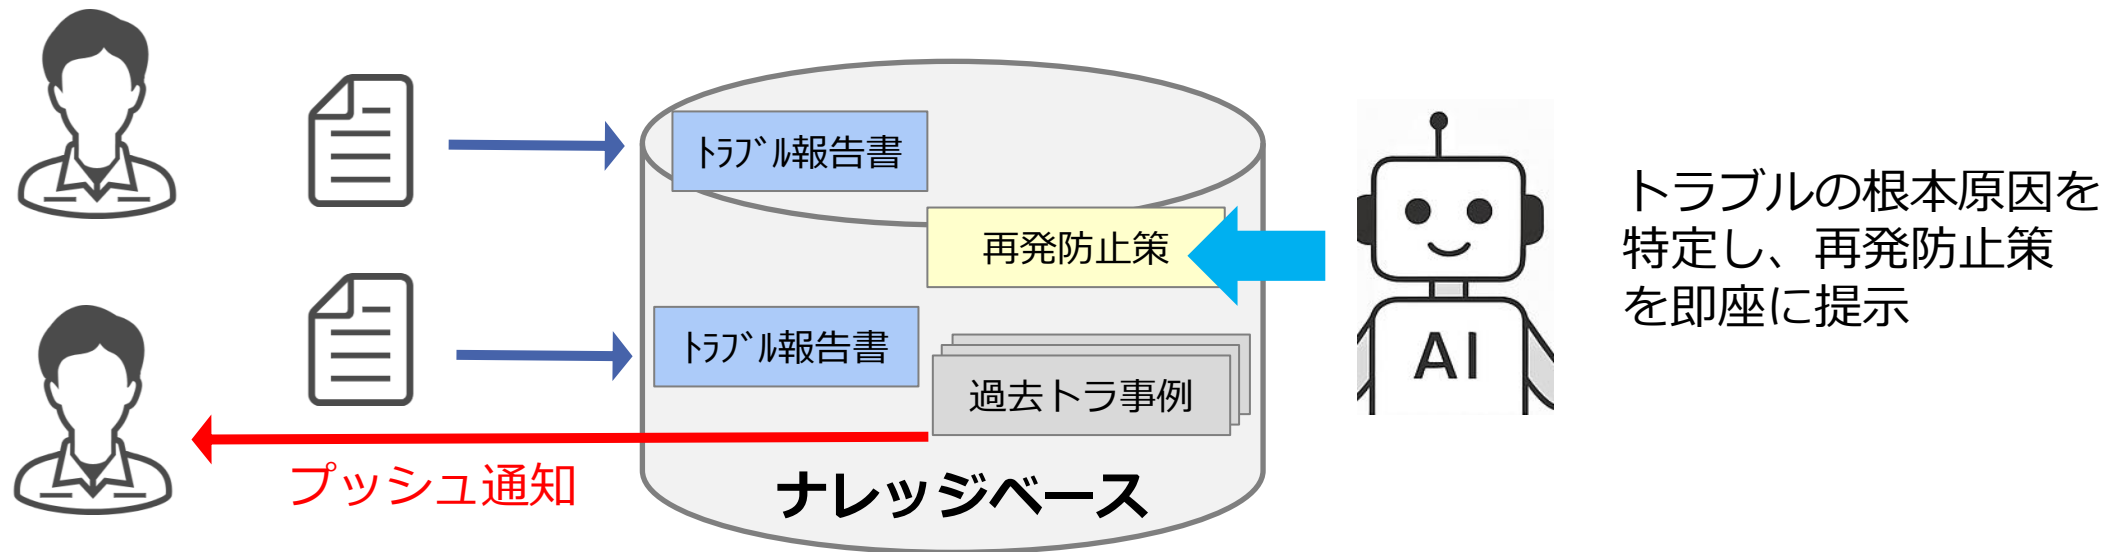 ﾄﾗﾌﾞﾙ報告書
再発防止策
ﾄﾗﾌﾞﾙ報告書
過去トラ事例
プッシュ通知
ナレッジベース
AI
トラブルの根本原因を
特定し、再発防止策
を即座に提示